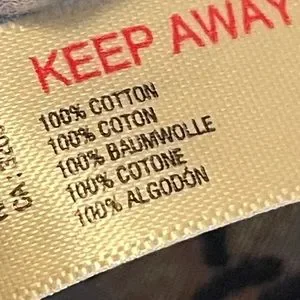 KEEP AWAY
100% COTTON
100% COTON
100% BAUMWOLLE
100% COTONE
100% ALGODÓN